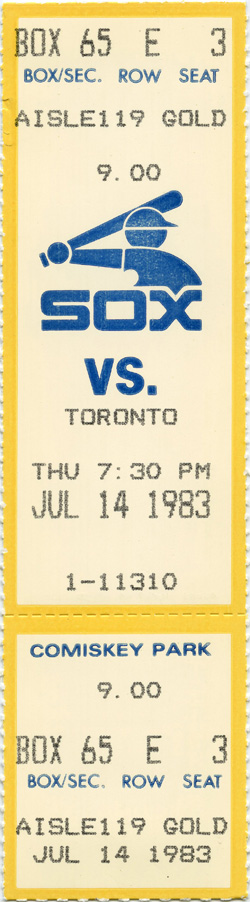 BOX 65 E 3
BOX/SEC. ROW SEAT
AISLE119 GOLD
9.00
SOX
VS.
TORONTO
THU 7:30 PM
JUL 14 1983
1-11310
COMISKEY PARK
9.00
BOX 65 E 3
BOX/SEC. ROW SEAT
AISLE119 GOLD
JUL 14 1983